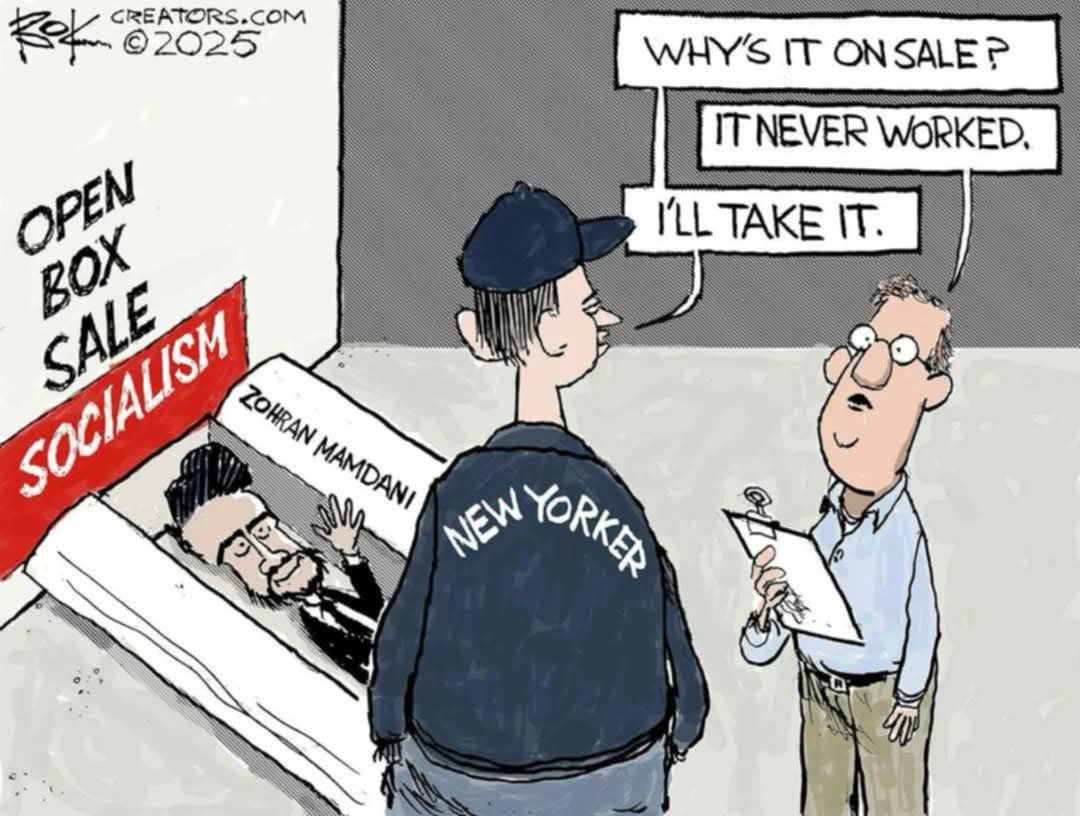 Bok
CREATORS.COM
©2025
OPEN
BOX
SALE
SOCIALISM
ZOHRAN MAMDANI
NEW YORKER
WHY'S IT ON SALE?
IT NEVER WORKED.
I'LL TAKE IT.